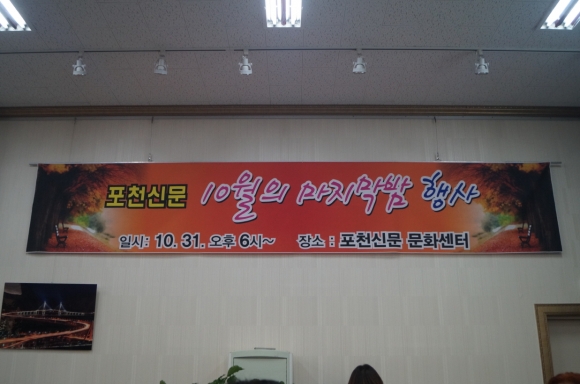 포천신문 10월의 마지막밤 행사
일시: 10. 31. 오후 6시~ 장소 : 포천신문 문화센터